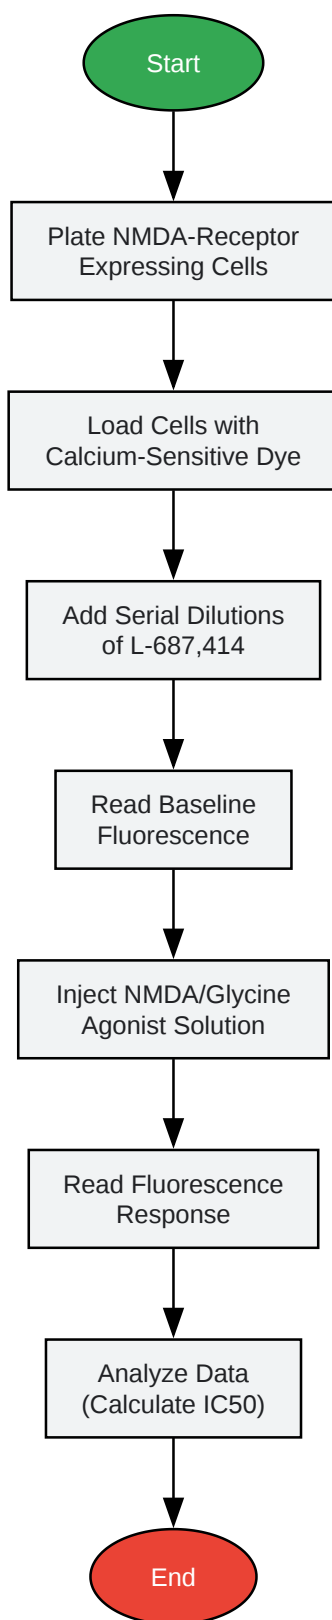 Start
Plate NMDA-Receptor
Expressing Cells
Load Cells with
Calcium-Sensitive Dye
Add Serial Dilutions
of L-687,414
Read Baseline
Fluorescence
Inject NMDA/Glycine
Agonist Solution
Read Fluorescence
Response
Analyze Data
(Calculate IC50)
End